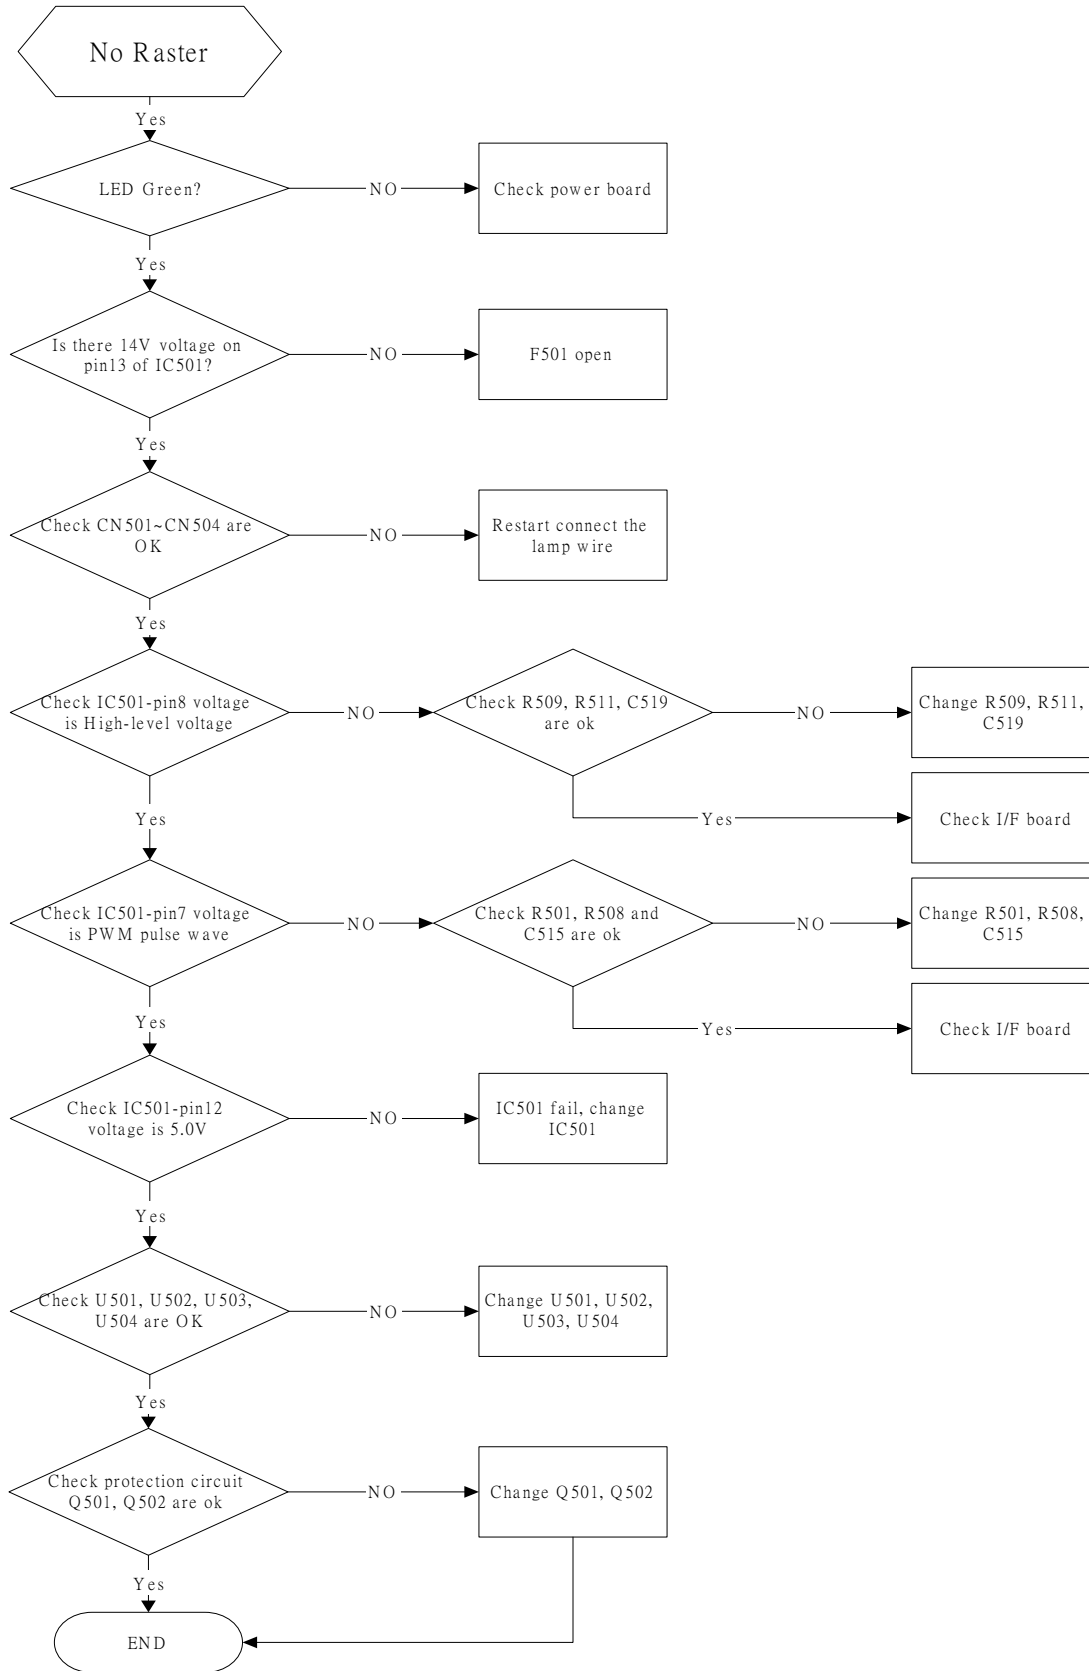 No Raster
Yes
LED Green?
NO
Check power board
Yes
Is there 14V voltage on
pin13 of IC501?
NO
F501 open
Yes
Check CN501~CN504 are
OK
NO
Restart connect the
lamp wire
Yes
Check IC501-pin8 voltage
is High-level voltage
NO
Check R509, R511, C519
are ok
NO
Change R509, R511,
C519
Yes
Check I/F board
Yes
Check IC501-pin7 voltage
is PWM pulse wave
NO
Check R501, R508 and
C515 are ok
NO
Change R501, R508,
C515
Yes
Check I/F board
Yes
Check IC501-pin12
voltage is 5.0V
NO
IC501 fail, change
IC501
Yes
Check U501, U502, U503,
U504 are OK
NO
Change U501, U502,
U503, U504
Yes
Check protection circuit
Q501, Q502 are ok
NO
Change Q501, Q502
Yes
END